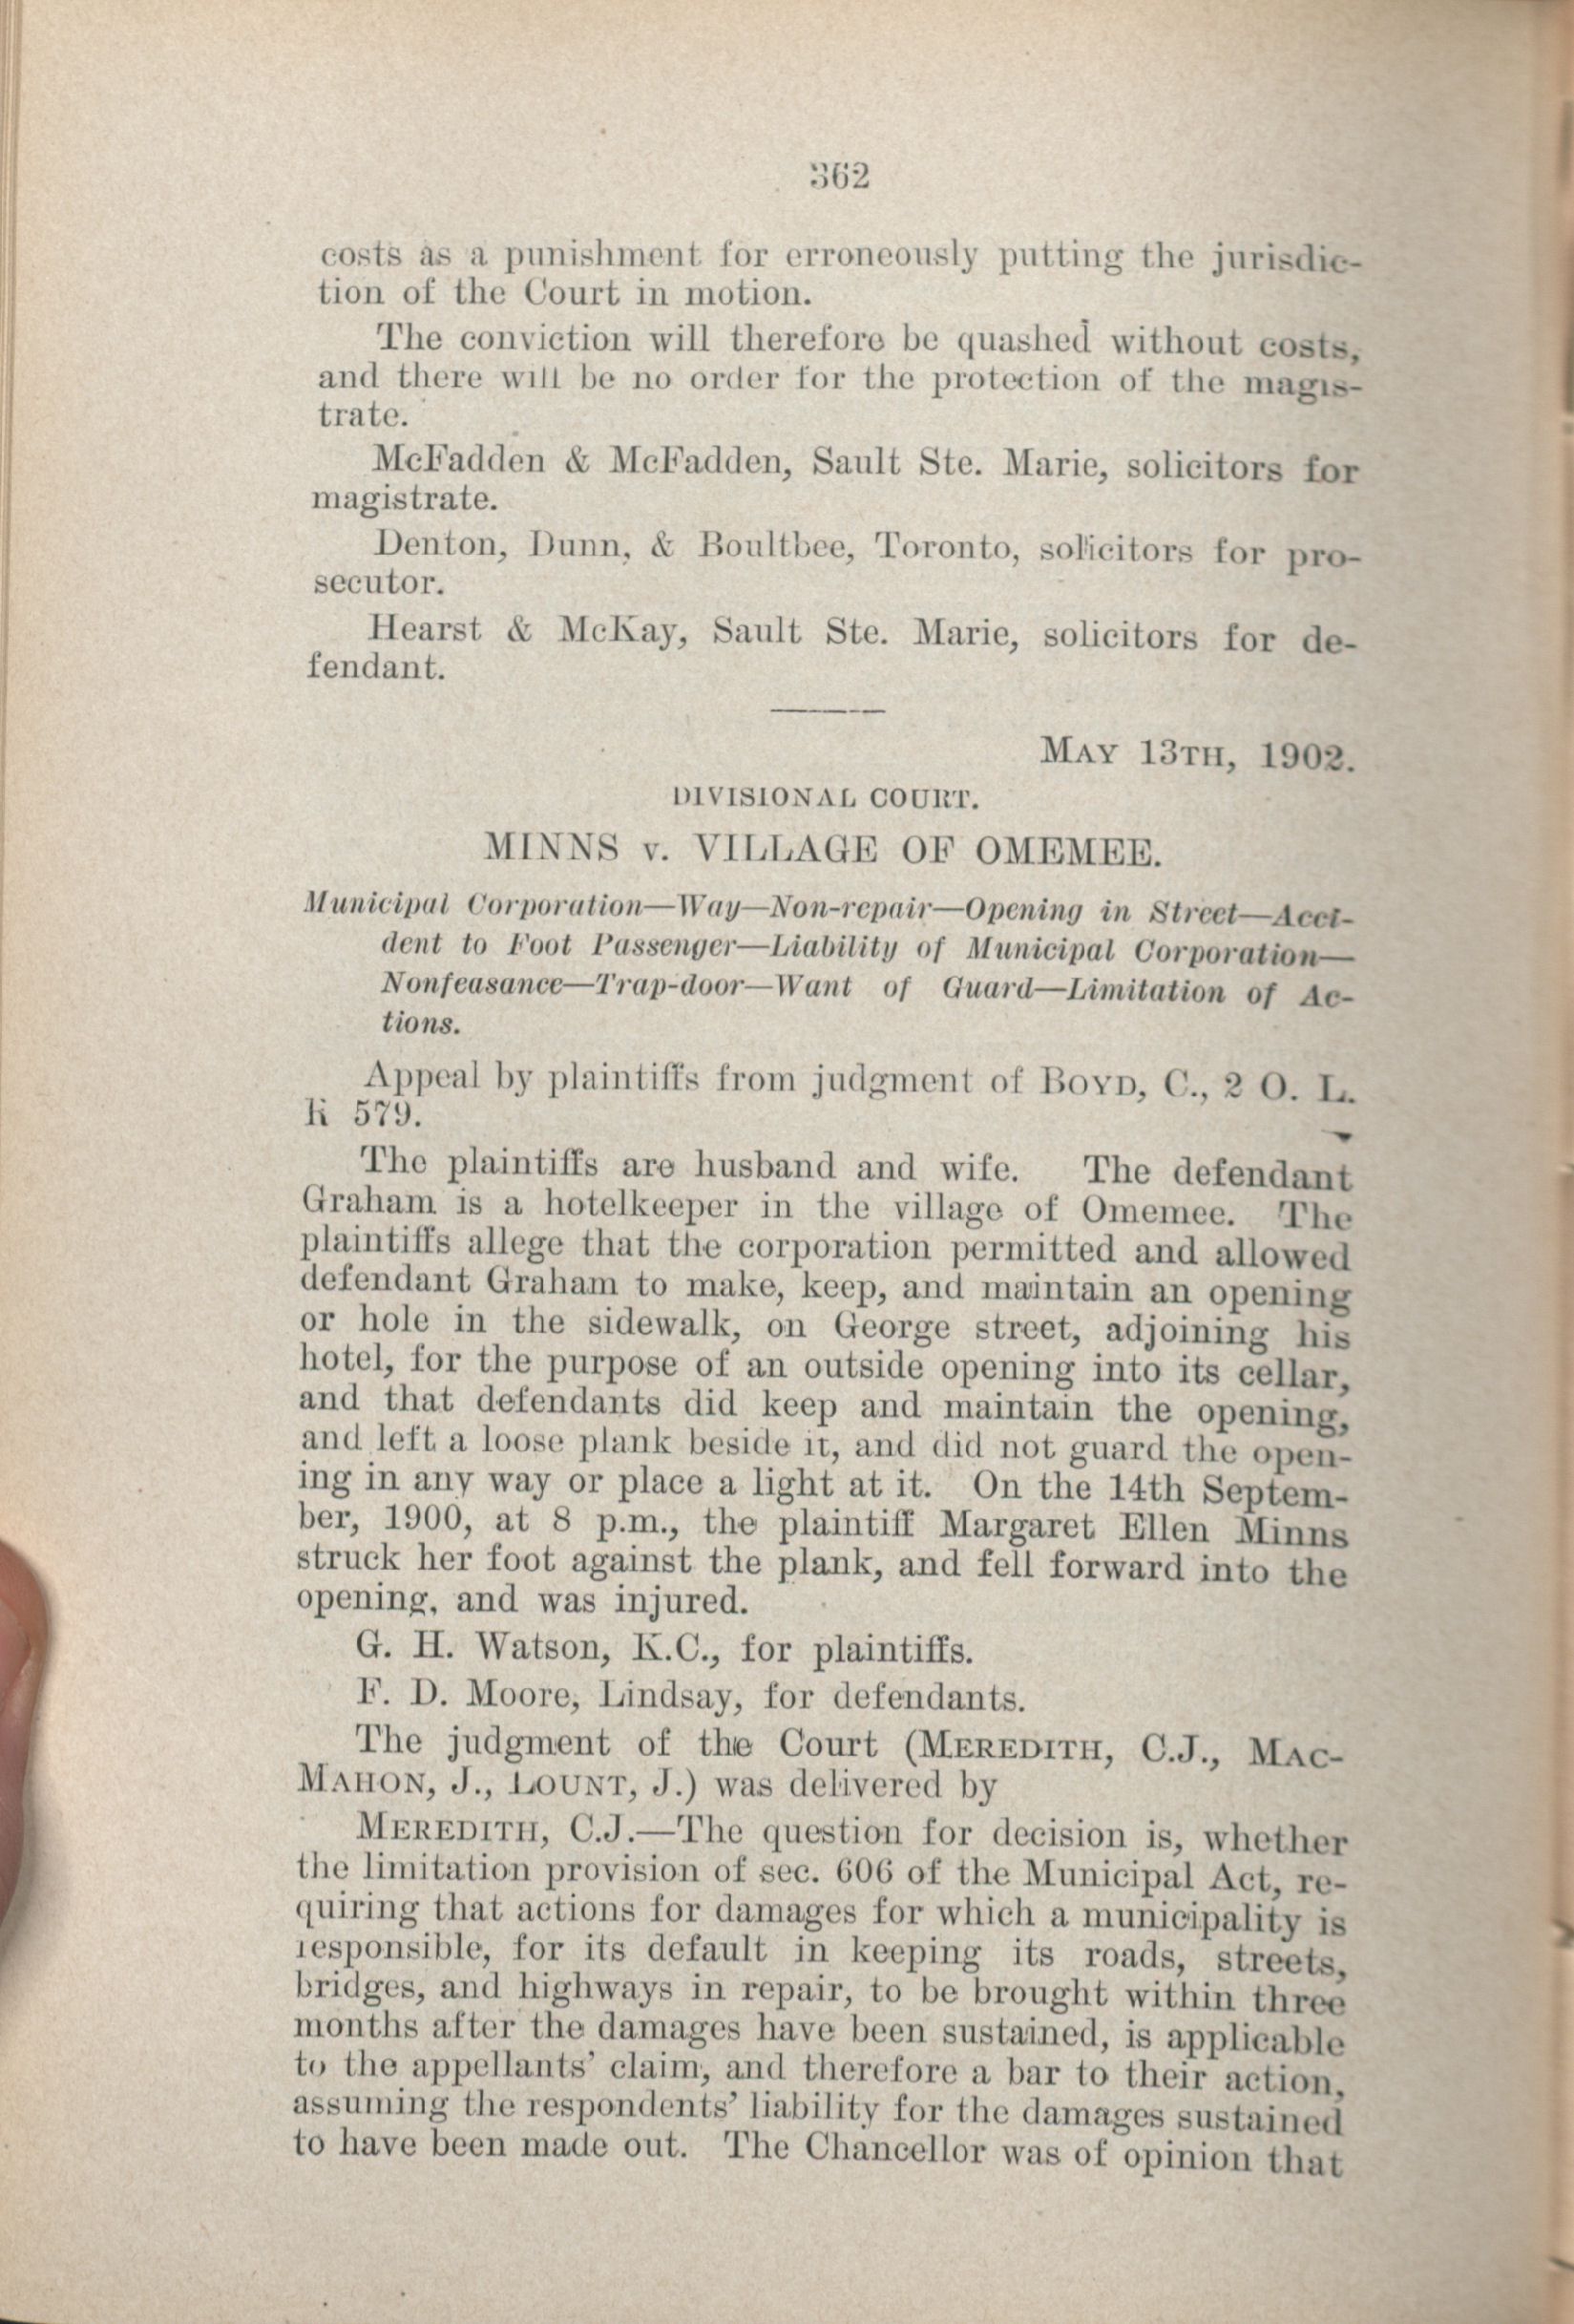 362
costs as a punishment for erroneously putting the jurisdic-
tion of the Court in motion.
The conviction will therefore be quashed without costs,
and there will be no order for the protection of the magis-
trate.
McFadden & McFadden, Sault Ste. Marie, solicitors for
magistrate.
Denton, Dunn, & Boultbee, Toronto, solicitors for pro-
secutor.
Hearst & McKay, Sault Ste. Marie, solicitors for de-
fendant.
MAY 13TH, 1902.
DIVISIONAL COURT.
MINNS v. VILLAGE OF OMEMEE.
Municipal Corporation—Way—Non-repair—Opening in Street—Acci-
dent to Foot Passenger—Liability of Municipal Corporation—
Nonfeasance—Trap-door—Want of Guard—Limitation of Ac-
tions.
Appeal by plaintiffs from judgment of BOYD, C., 2 O. L.
R 579.
The plaintiffs are husband and wife. The defendant
Graham is a hotelkeeper in the village of Omemee. The
plaintiffs allege that the corporation permitted and allowed
defendant Graham to make, keep, and maintain an opening
or hole in the sidewalk, on George street, adjoining his
hotel, for the purpose of an outside opening into its cellar,
and that defendants did keep and maintain the opening,
and left a loose plank beside it, and did not guard the open-
ing in any way or place a light at it. On the 14th Septem-
ber, 1900, at 8 p.m., the plaintiff Margaret Ellen Minns
struck her foot against the plank, and fell forward into the
opening, and was injured.
G. H. Watson, K.C., for plaintiffs.
F. D. Moore, Lindsay, for defendants.
The judgment of the Court (MEREDITH, C.J., MAC-
MAHON, J., LOUNT, J.) was delivered by
MEREDITH, C.J.—The question for decision is, whether
the limitation provision of sec. 606 of the Municipal Act, re-
quiring that actions for damages for which a municipality is
responsible, for its default in keeping its roads, streets,
bridges, and highways in repair, to be brought within three
months after the damages have been sustained, is applicable
to the appellants' claim, and therefore a bar to their action,
assuming the respondents' liability for the damages sustained
to have been made out. The Chancellor was of opinion that